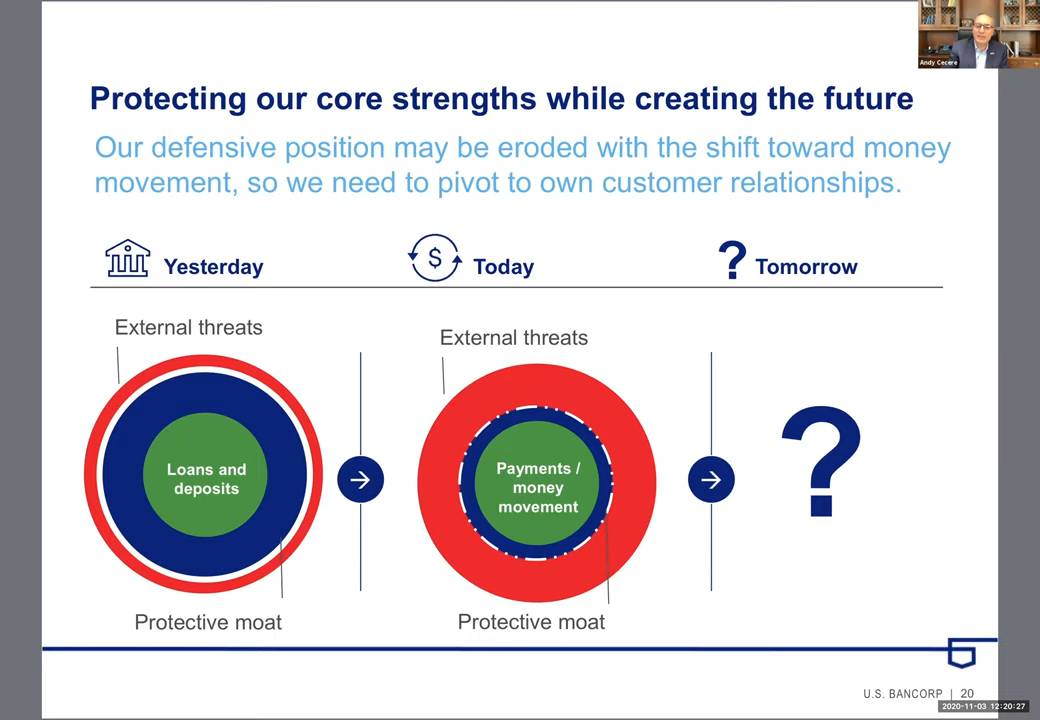 Andy Cecere
Protecting our core strengths while creating the future
Our defensive position may be eroded with the shift toward money
movement, so we need to pivot to own customer relationships.
$
Yesterday
Today
?
Tomorrow
External threats
Loans and
deposits
Protective moat
External threats
Payments /
money
movement
Protective moat
?
U.S. BANCORP | 20
2020-11-03 12:20:27